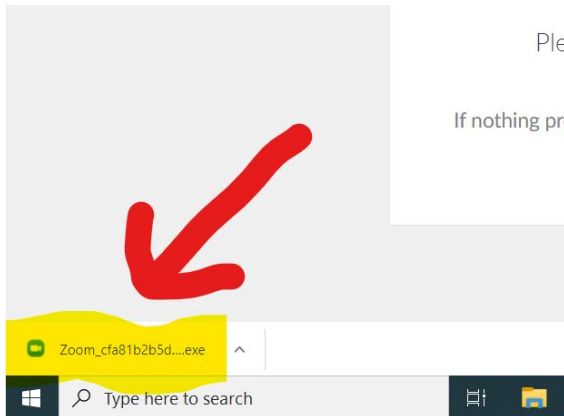 Ple
If nothing pr
Zoom_cfa81b2b5d....exe
Type here to search